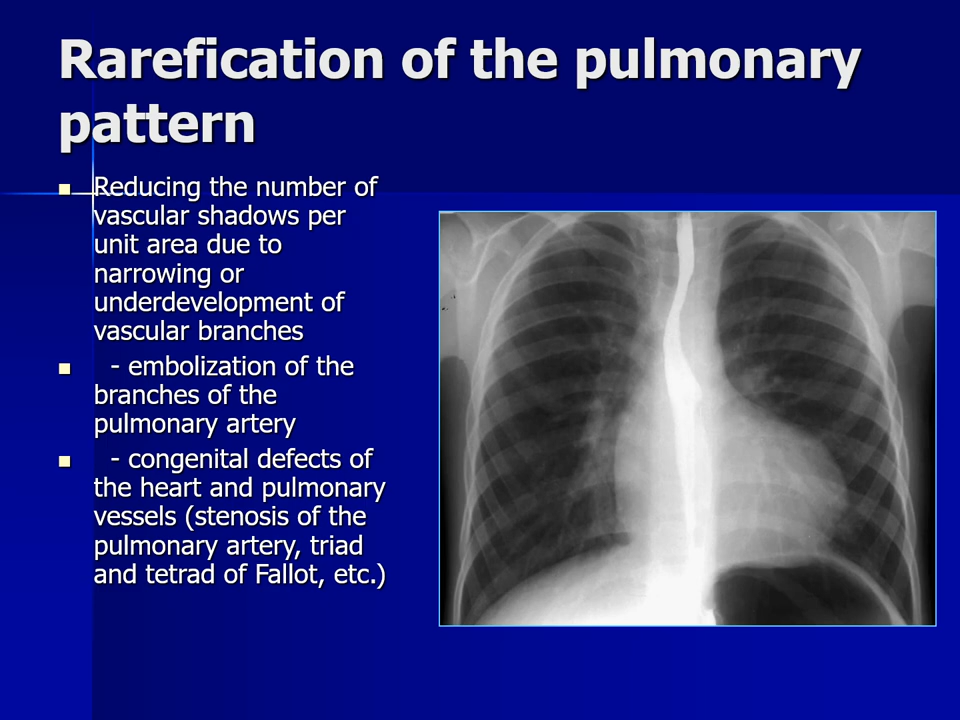 Rarefication of the pulmonary
pattern
Reducing the number of
vascular shadows per
unit area due to
narrowing or
underdevelopment of
vascular branches
- embolization of the
branches of the
pulmonary artery
- congenital defects of
the heart and pulmonary
vessels (stenosis of the
pulmonary artery, triad
and tetrad of Fallot, etc.)